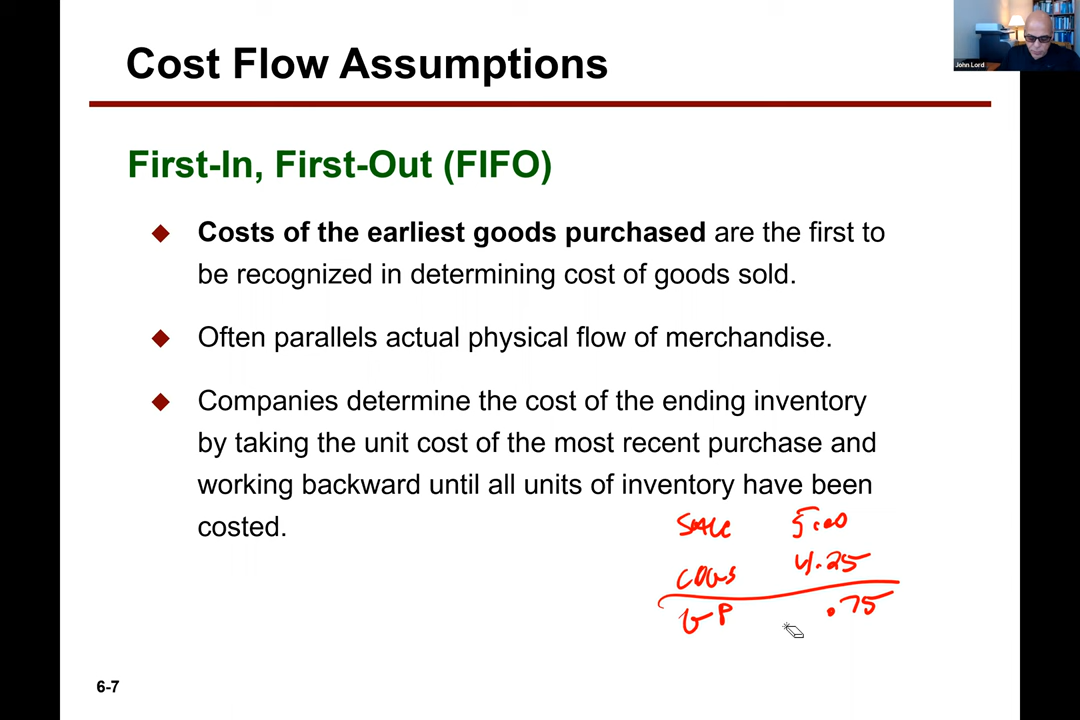 Cost Flow Assumptions
John Lord
First-In, First-Out (FIFO)
Costs of the earliest goods purchased are the first to
be recognized in determining cost of goods sold.
Often parallels actual physical flow of merchandise.
Companies determine the cost of the ending inventory
by taking the unit cost of the most recent purchase and
working backward until all units of inventory have been
costed.
SALE 5.00
COGS 4.25
GP .75
6-7